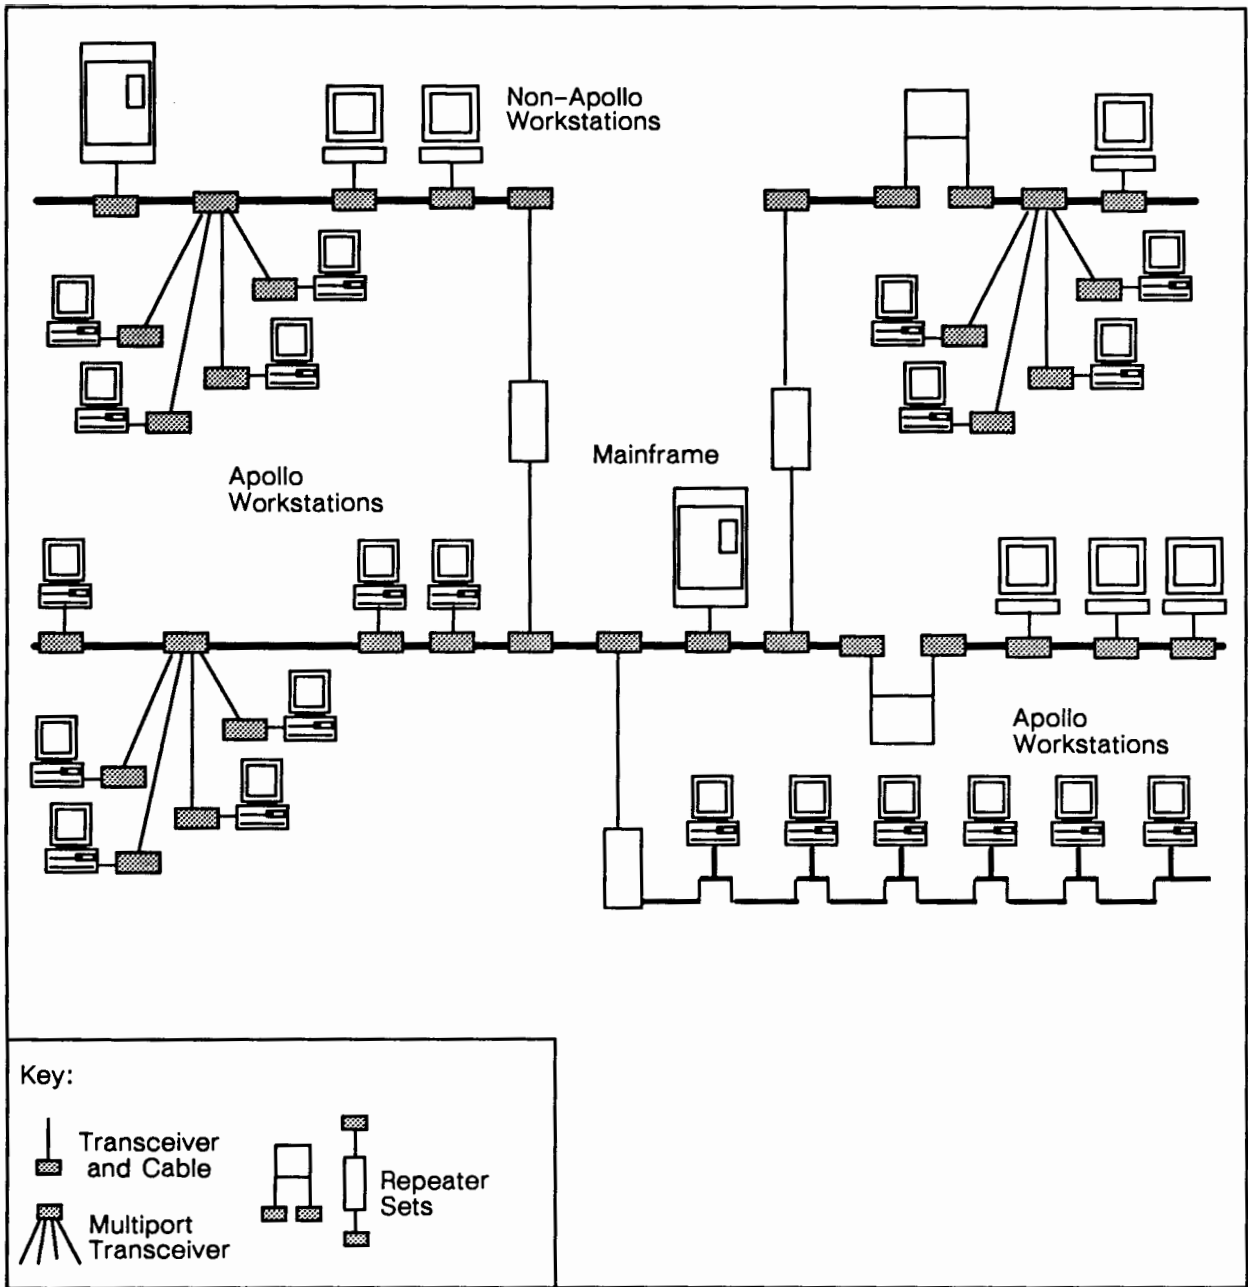 Non-Apollo
Workstations
Mainframe
Apollo
Workstations
Apollo
Workstations
Key:
Transceiver
and Cable
Multiport
Transceiver
Repeater
Sets